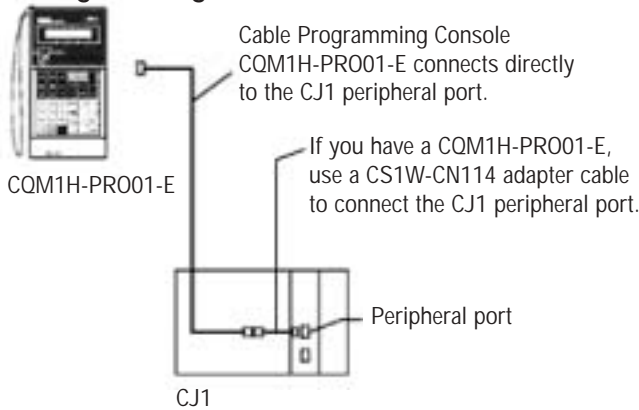 Cable Programming Console
CQM1H-PRO01-E connects directly
to the CJ1 peripheral port.
If you have a CQM1H-PRO01-E,
use a CS1W-CN114 adapter cable
to connect the CJ1 peripheral port.
CQM1H-PRO01-E
Peripheral port
CJ1